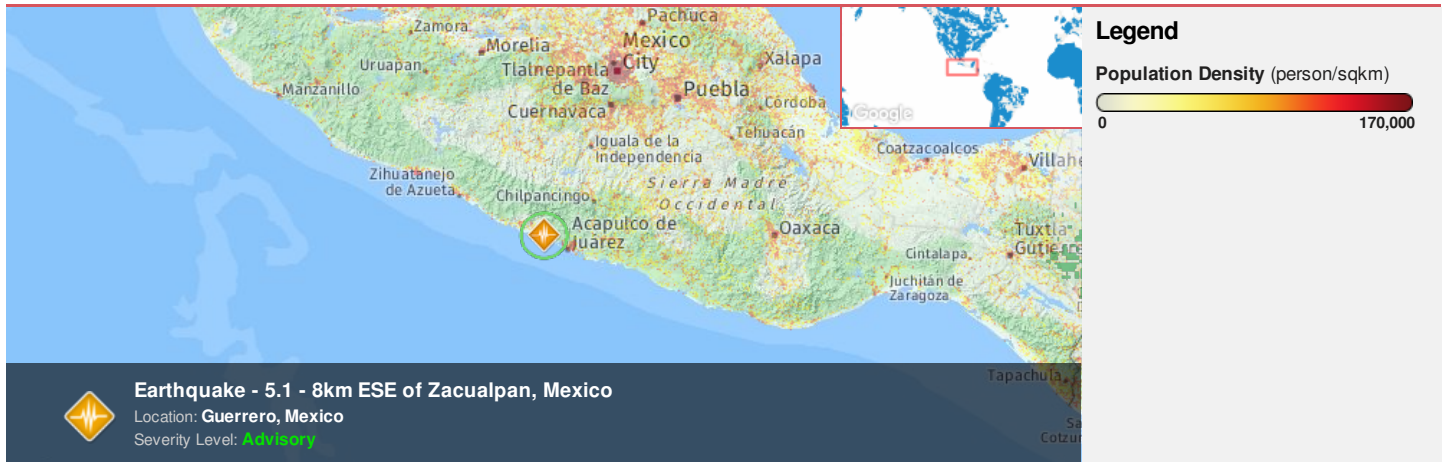 Pachuca
Zamora
Mexico
City
Morelia
Xalapa
Uruapan
Tlalnepantla
de Baz
Manzanillo
Puebla
Cuernavaca
Córdoba
Tehuacán
Iguala de la
Independencia
Coatzacoalcos
Zihuatanejo
de Azueta
Sierra Madre
Occidental
Chilpancingo
Acapulco de
Juárez
Oaxaca
Tuxtla
Cintalapa
Juchitán de
Zaragoza
Tapachula
Google
Earthquake - 5.1 - 8km ESE of Zacualpan, Mexico
Location: Guerrero, Mexico
Severity Level: Advisory
Legend
Population Density (person/sqkm)
0 170,000